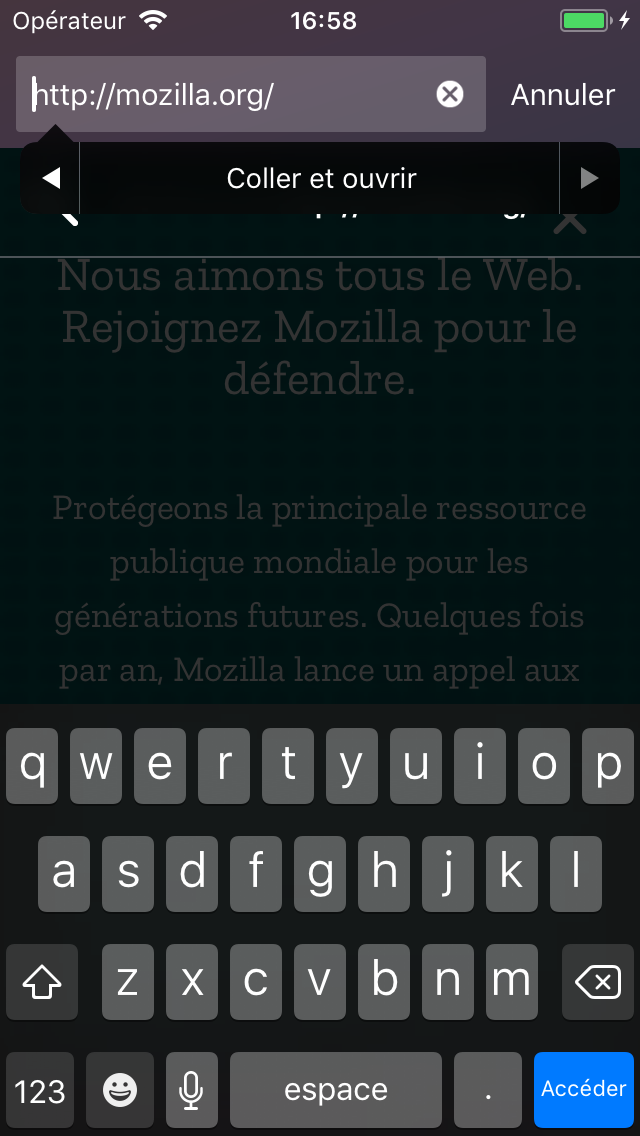 Opérateur 16:58
http://mozilla.org/ Annuler
Coller et ouvrir
Nous aimons tous le Web.
Rejoignez Mozilla pour le
défendre.
Protégeons la principale ressource
publique mondiale pour les
générations futures. Quelques fois
par an, Mozilla lance un appel aux
q w e r t y u i o p
a s d f g h j k l
z x c v b n m
123 espace . Accéder